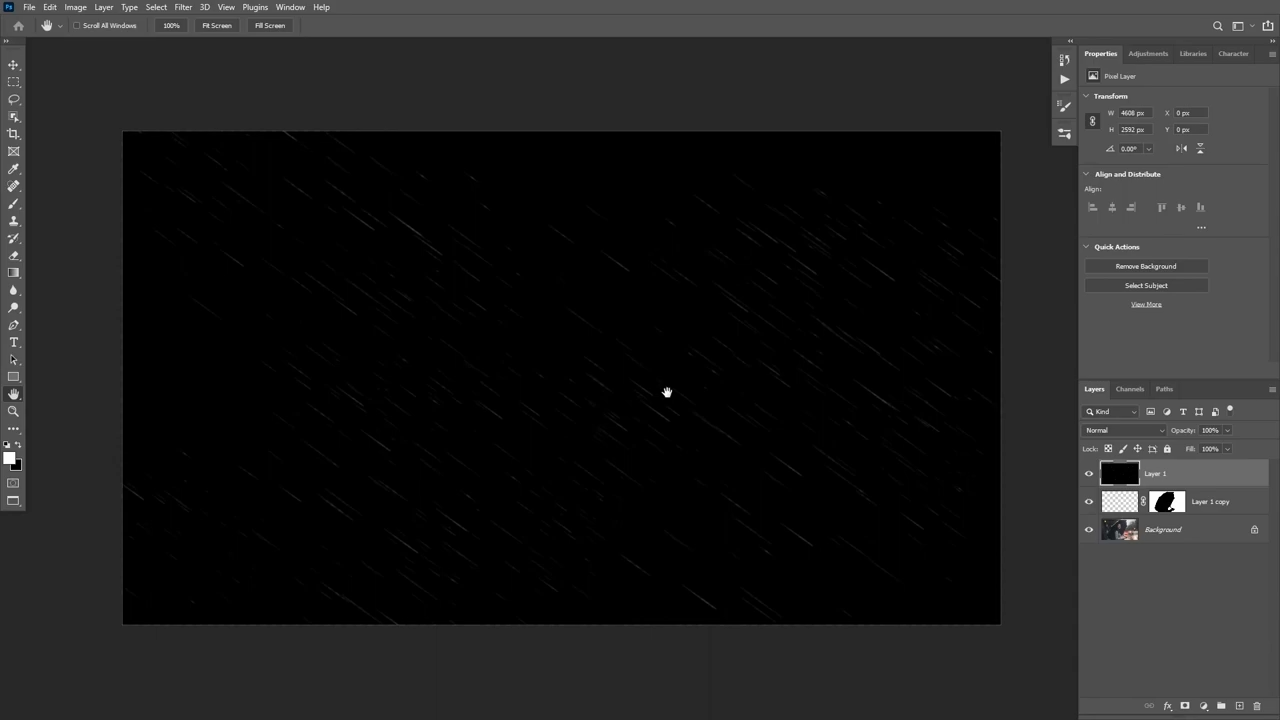 Ps File Edit Image Layer Type Select Filter 3D View Plugins Window Help
Scroll All Windows 100% Fit Screen Fill Screen
Properties Adjustments Libraries Character
Pixel Layer
Transform
W 4608 px X 0 px
H 2592 px Y 0 px
0.00°
Align and Distribute
Align:
Quick Actions
Remove Background
Select Subject
View More
Layers Channels Paths
Kind
Normal Opacity: 100%
Lock: Fill: 100%
Layer 1
Layer 1 copy
Background
fx